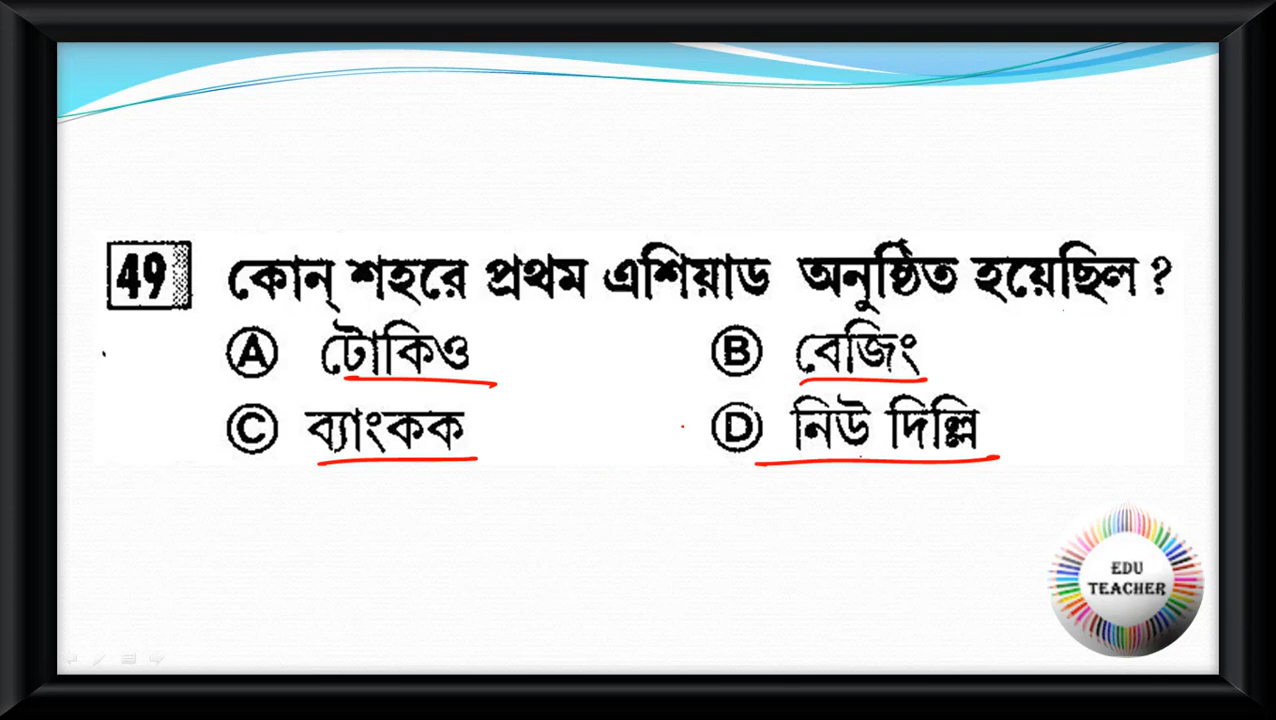 49 কোন্ শহরে প্রথম এশিয়াড অনুষ্ঠিত হয়েছিল ?
Ⓐ টোকিও Ⓑ বেজিং
Ⓒ ব্যাংকক Ⓓ নিউ দিল্লি
EDU
TEACHER